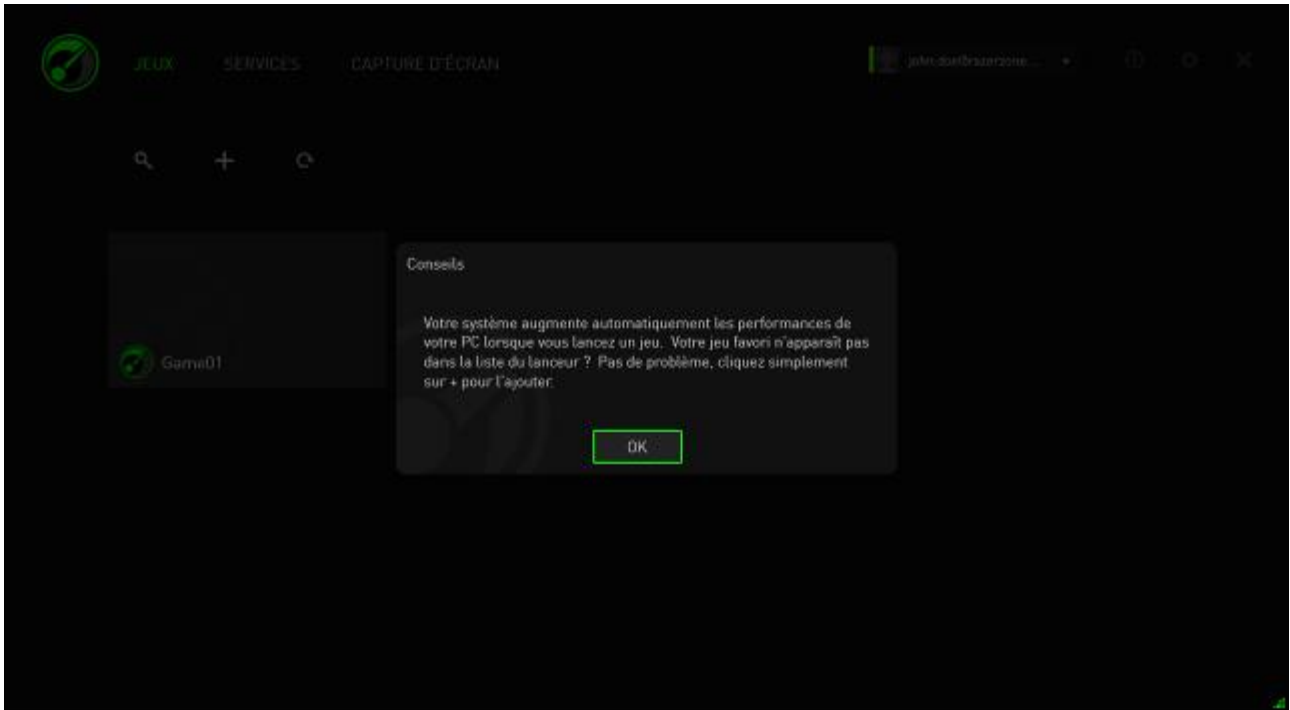 JEUX SERVICES CAPTURE D'ÉCRAN
Conseils
Votre système augmente automatiquement les performances de
votre PC lorsque vous lancez un jeu. Votre jeu favori n'apparaît pas
dans la liste du lanceur ? Pas de problème, cliquez simplement
sur + pour l'ajouter.
Game01
OK